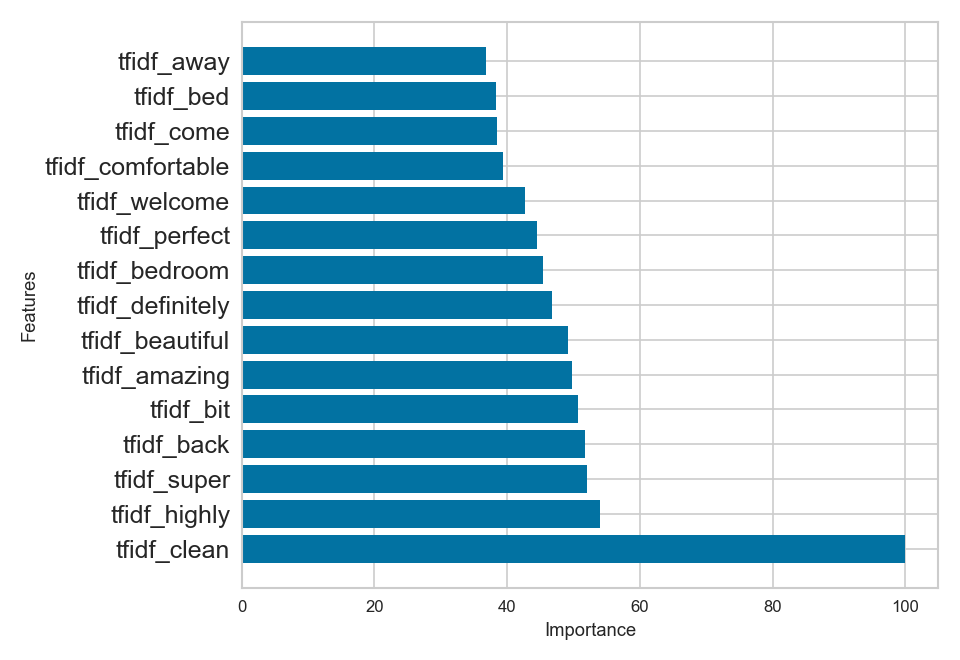 tfidf_away
tfidf_bed
tfidf_come
tfidf_comfortable
tfidf_welcome
tfidf_perfect
tfidf_bedroom
tfidf_definitely
tfidf_beautiful
tfidf_amazing
tfidf_bit
tfidf_back
tfidf_super
tfidf_highly
tfidf_clean
Features
0 20 40 60 80 100
Importance